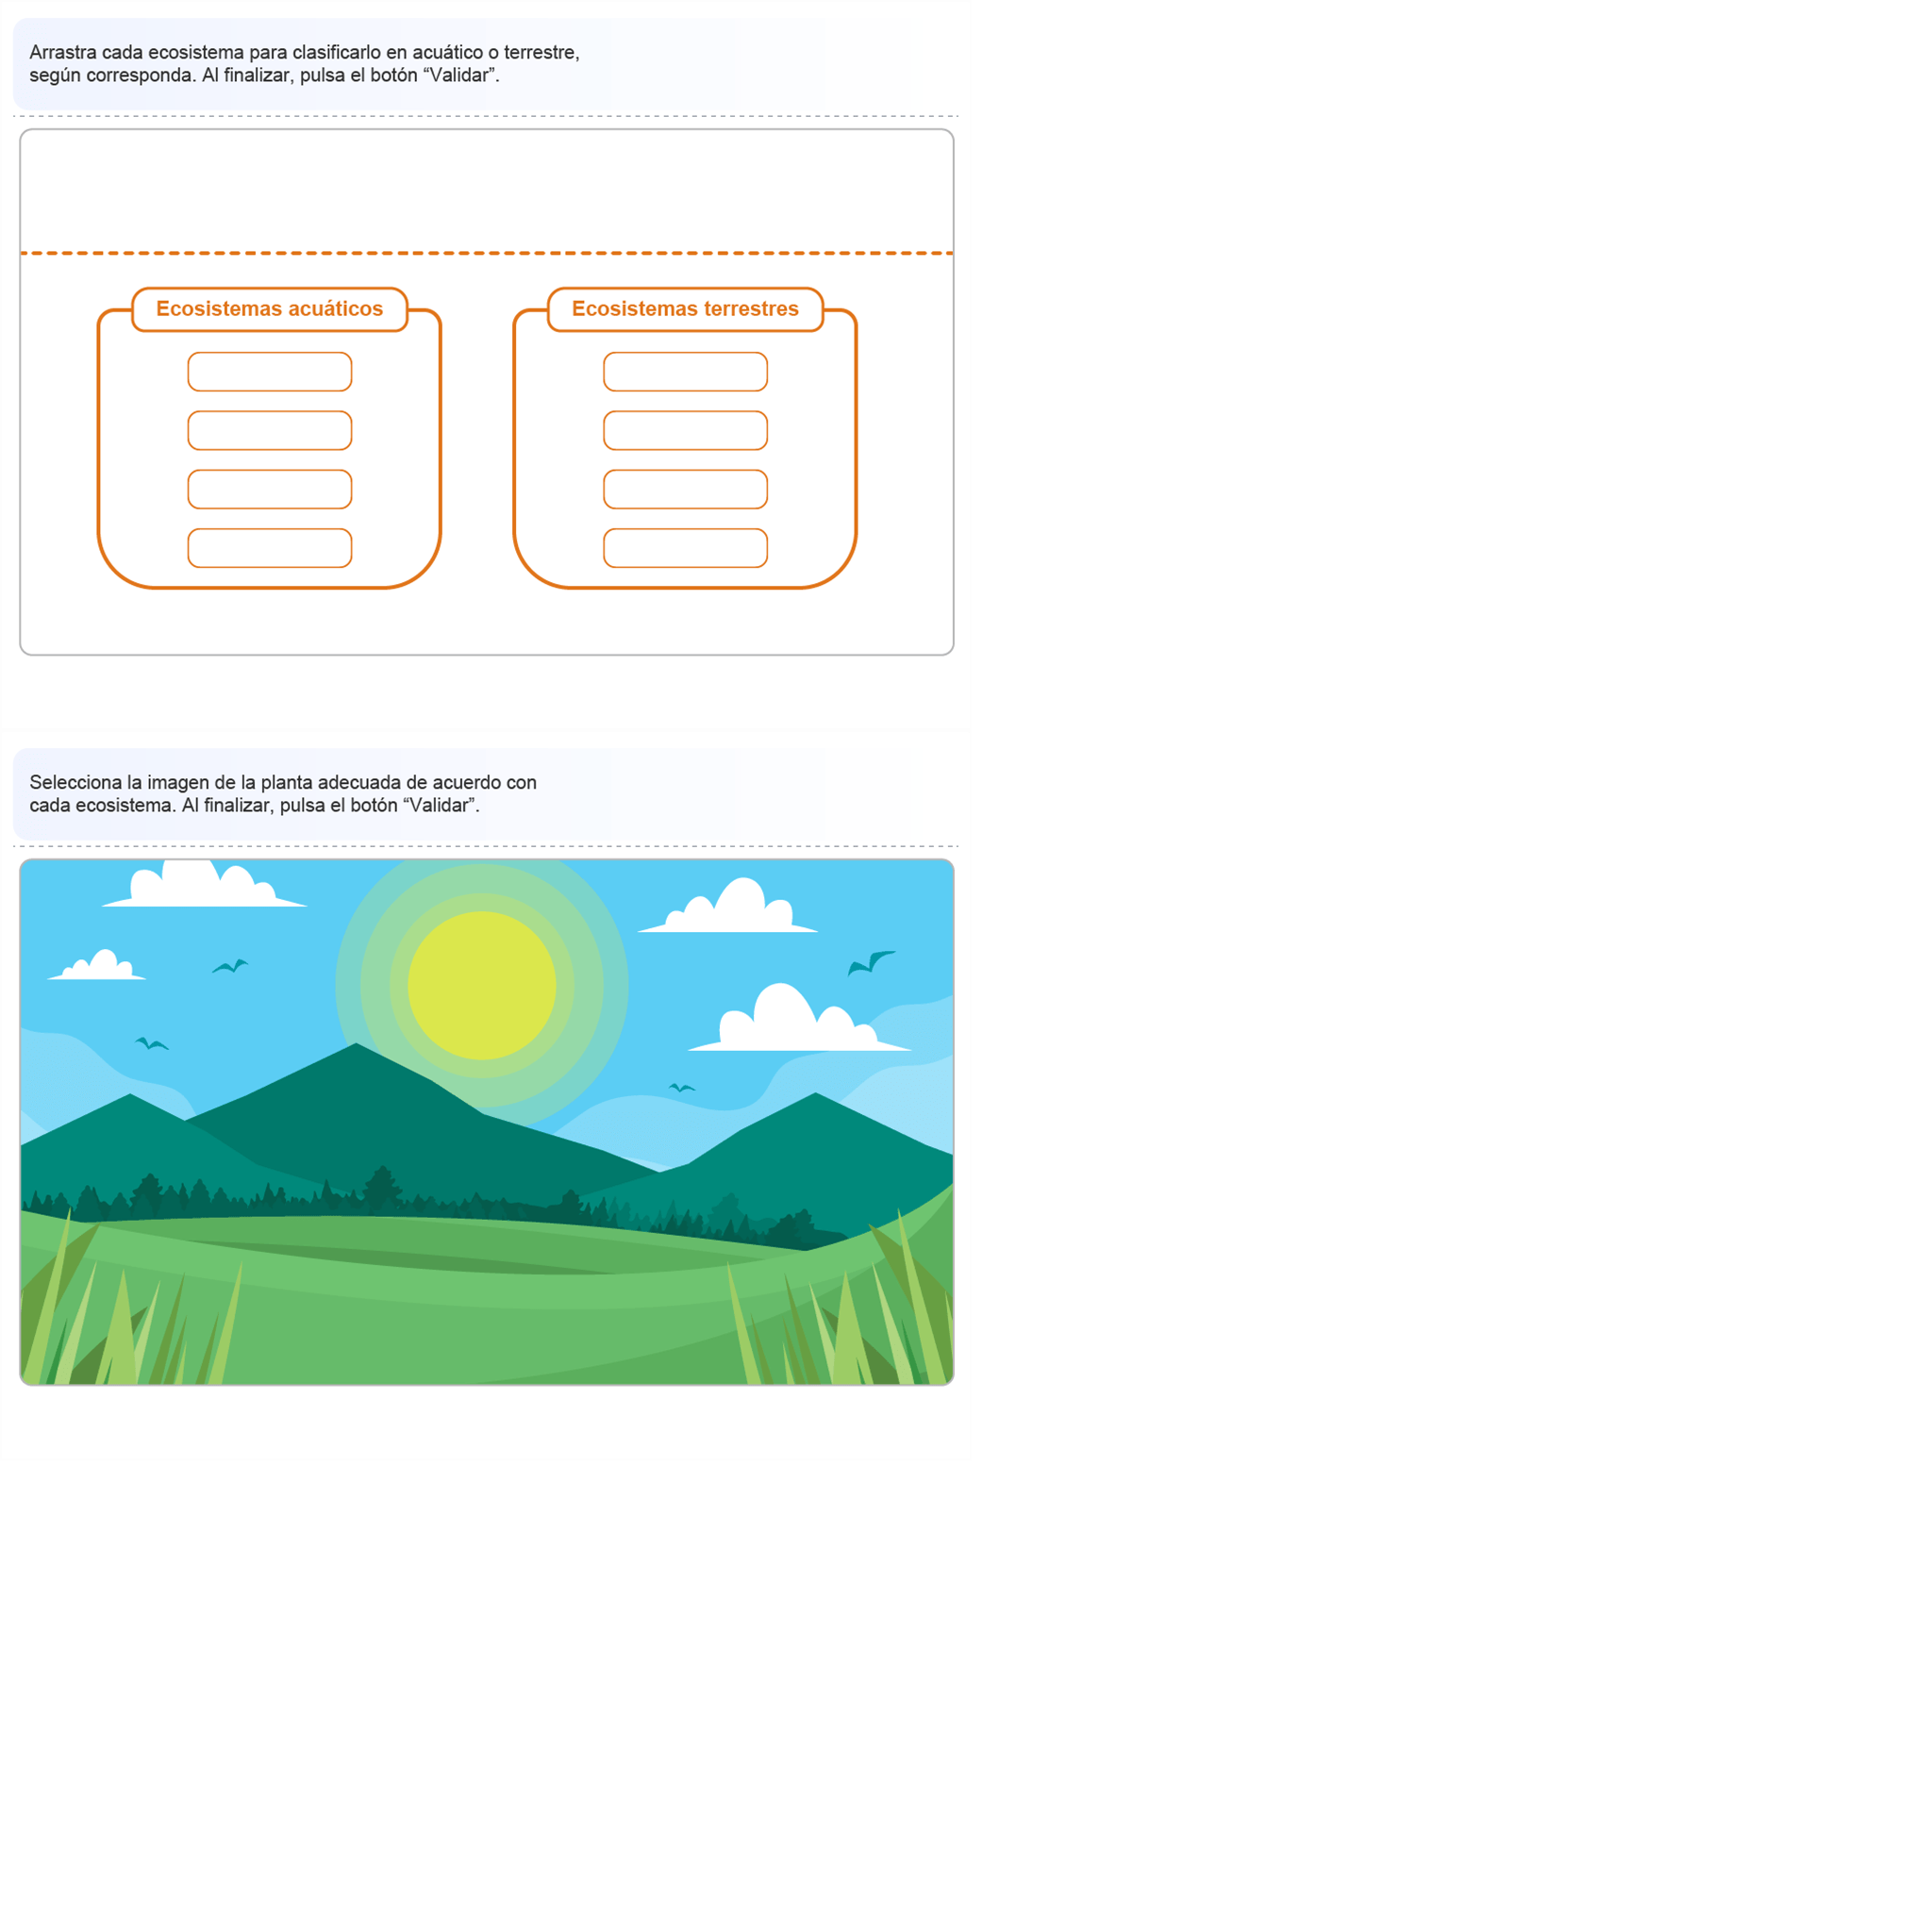 Arrastra cada ecosistema para clasificarlo en acuático o terrestre,
según corresponda. Al finalizar, pulsa el botón “Validar”.
Ecosistemas acuáticos
Ecosistemas terrestres
Selecciona la imagen de la planta adecuada de acuerdo con
cada ecosistema. Al finalizar, pulsa el botón “Validar”.